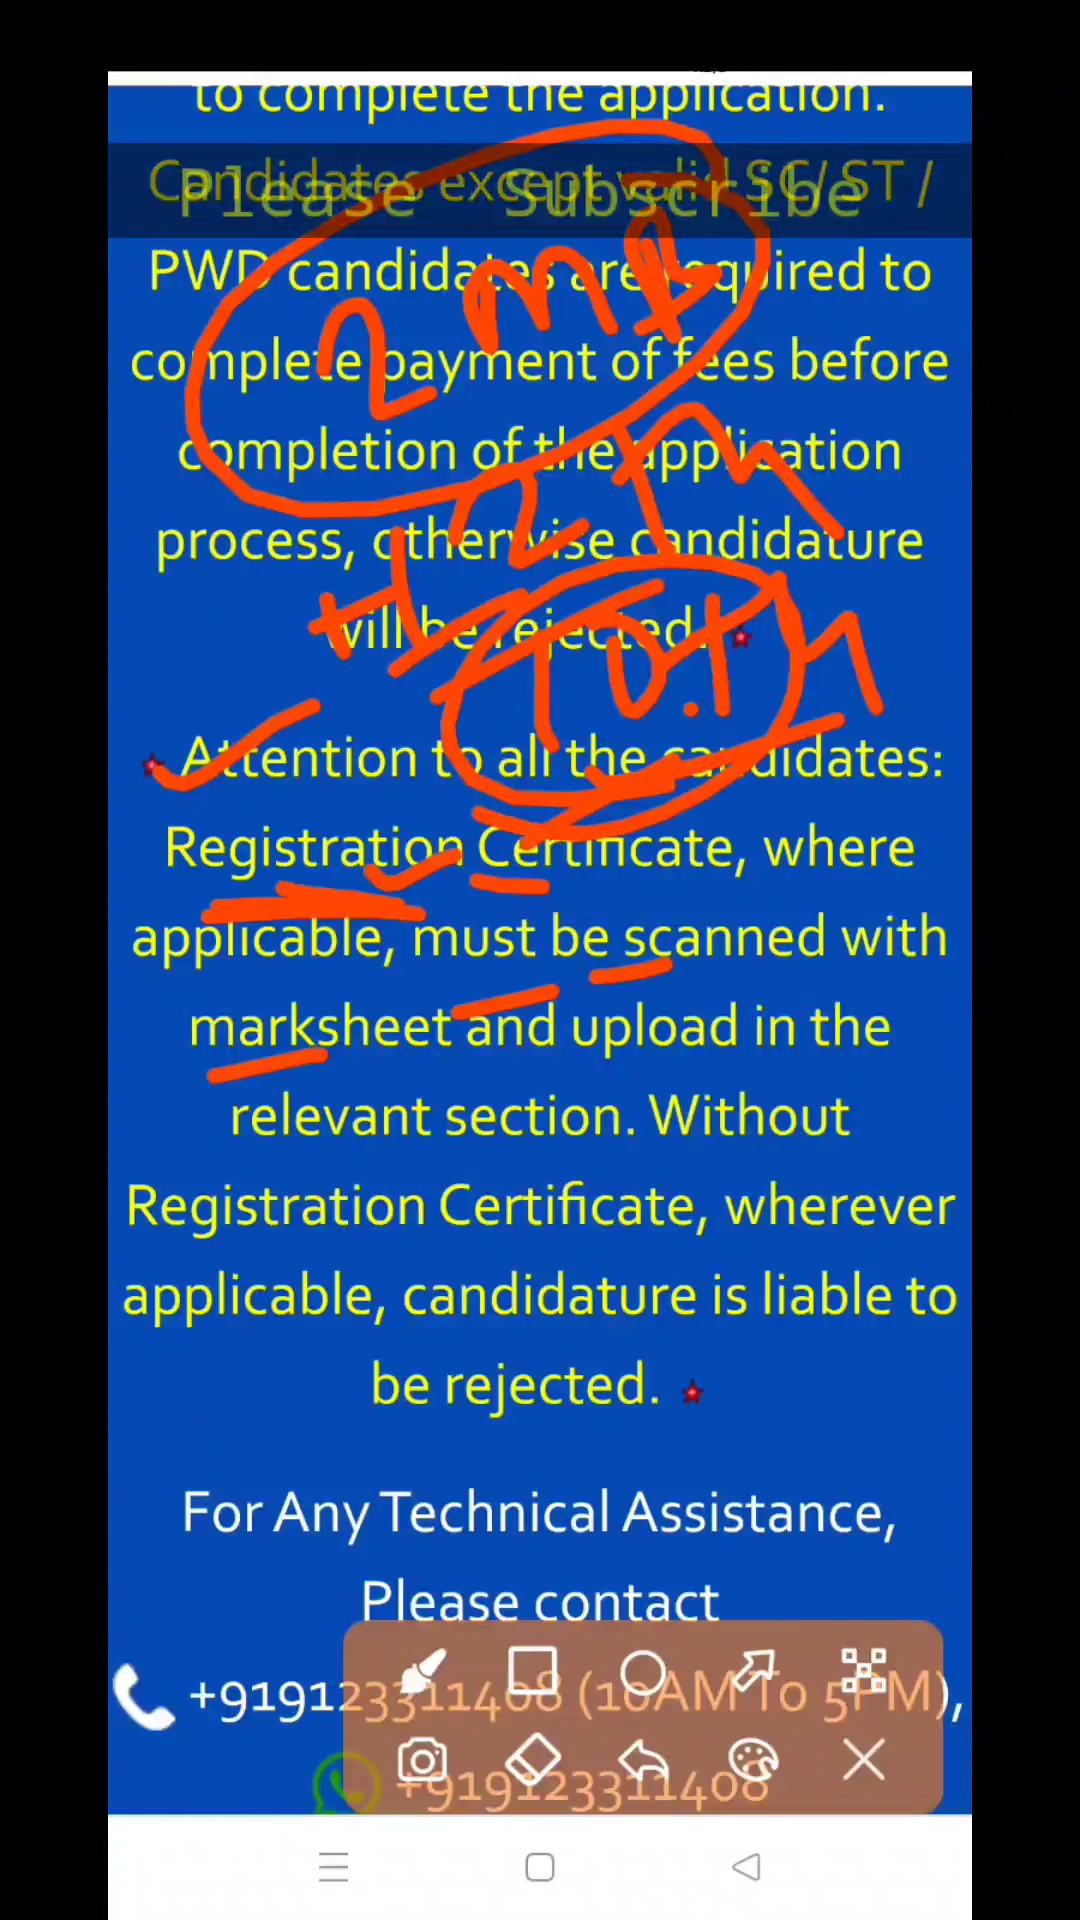 to complete the application.
Candidates except valid SC/ ST /
Please Subscribe
PWD candidates are required to
complete payment of fees before
completion of the application
process, otherwise candidature
will be rejected.
Attention to all the candidates:
Registration Certificate, where
applicable, must be scanned with
marksheet and upload in the
relevant section. Without
Registration Certificate, wherever
applicable, candidature is liable to
be rejected.
For Any Technical Assistance,
Please contact
+919123311408 (10AM To 5PM),
+919123311408